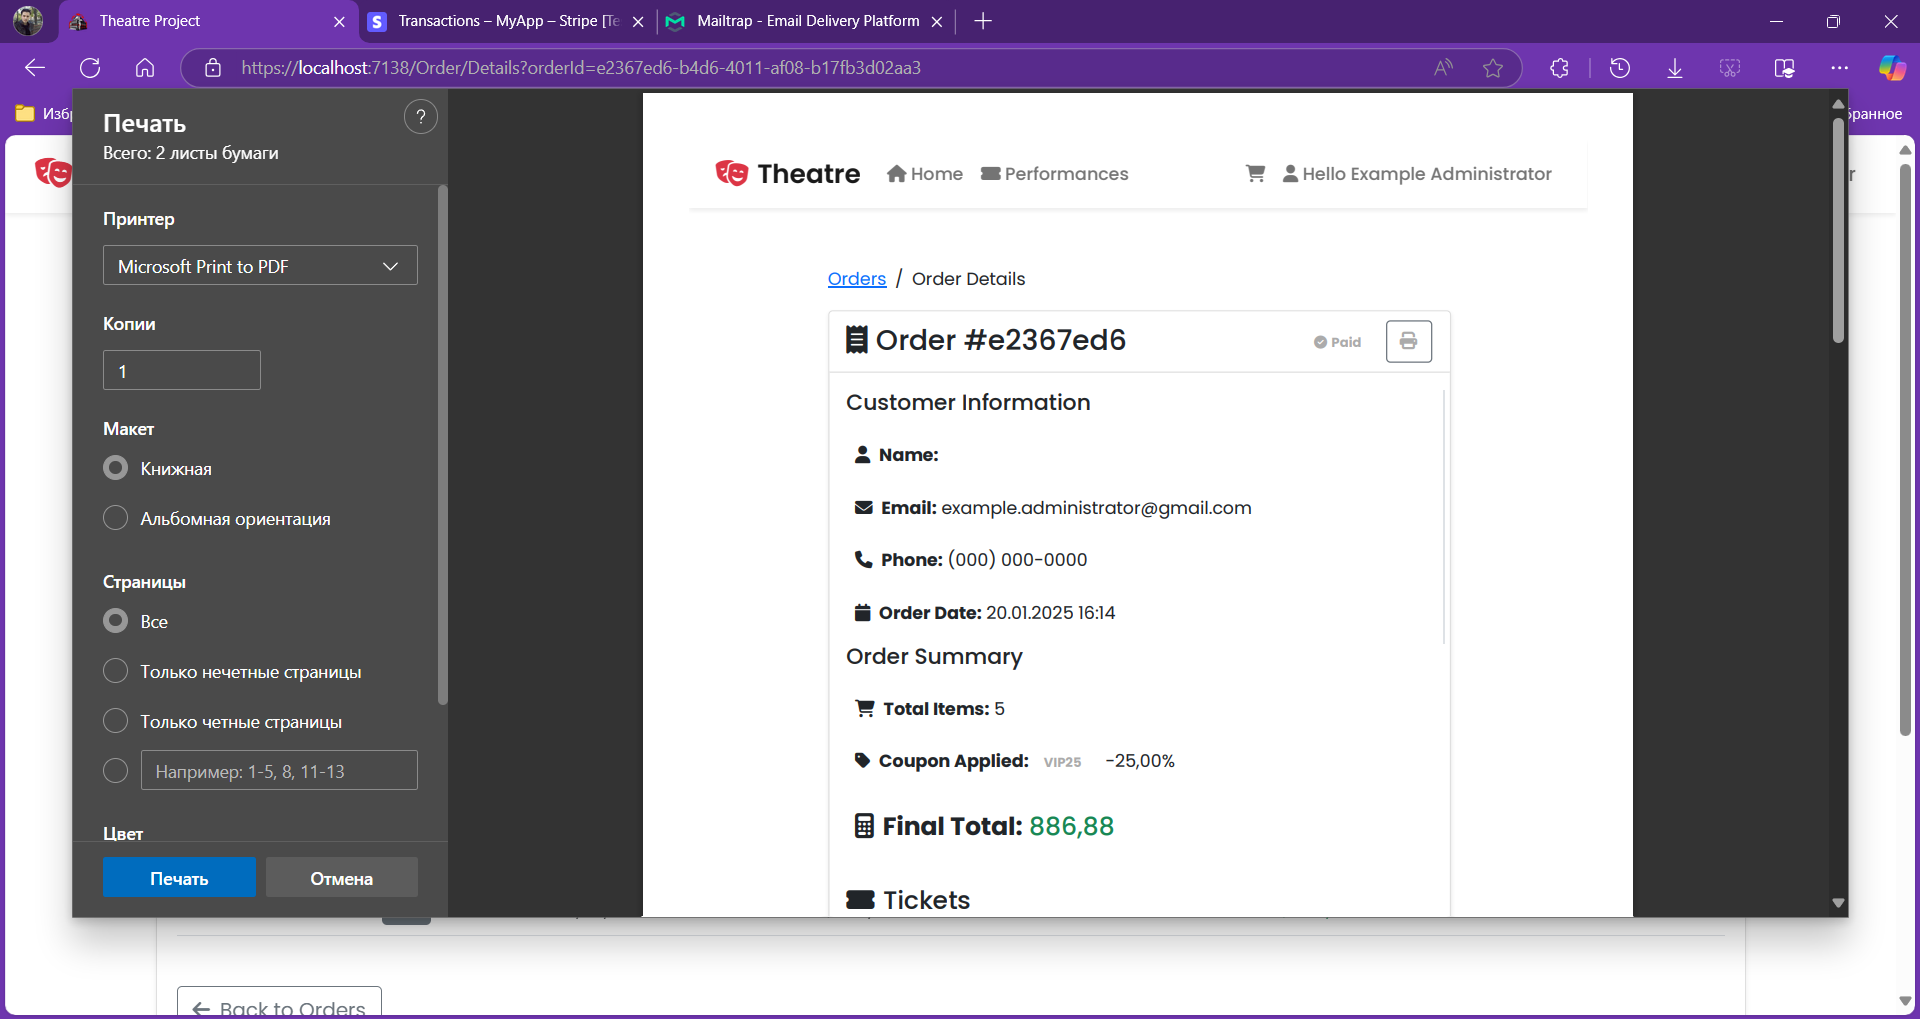 Theatre Project
Transactions – MyApp – Stripe [Te
Mailtrap - Email Delivery Platform
https://localhost:7138/Order/Details?orderId=e2367ed6-b4d6-4011-af08-b17fb3d02aa3
Изб
бранное
Печать
?
Всего: 2 листы бумаги
Принтер
Microsoft Print to PDF
Копии
1
Макет
Книжная
Альбомная ориентация
Страницы
Все
Только нечетные страницы
Только четные страницы
Например: 1-5, 8, 11-13
Цвет
Печать
Отмена
Theatre
Home
Performances
Hello Example Administrator
r
Orders / Order Details
Order #e2367ed6
Paid
Customer Information
Name:
Email: example.administrator@gmail.com
Phone: (000) 000-0000
Order Date: 20.01.2025 16:14
Order Summary
Total Items: 5
Coupon Applied: VIP25 -25,00%
Final Total: 886,88
Tickets
Back to Orders